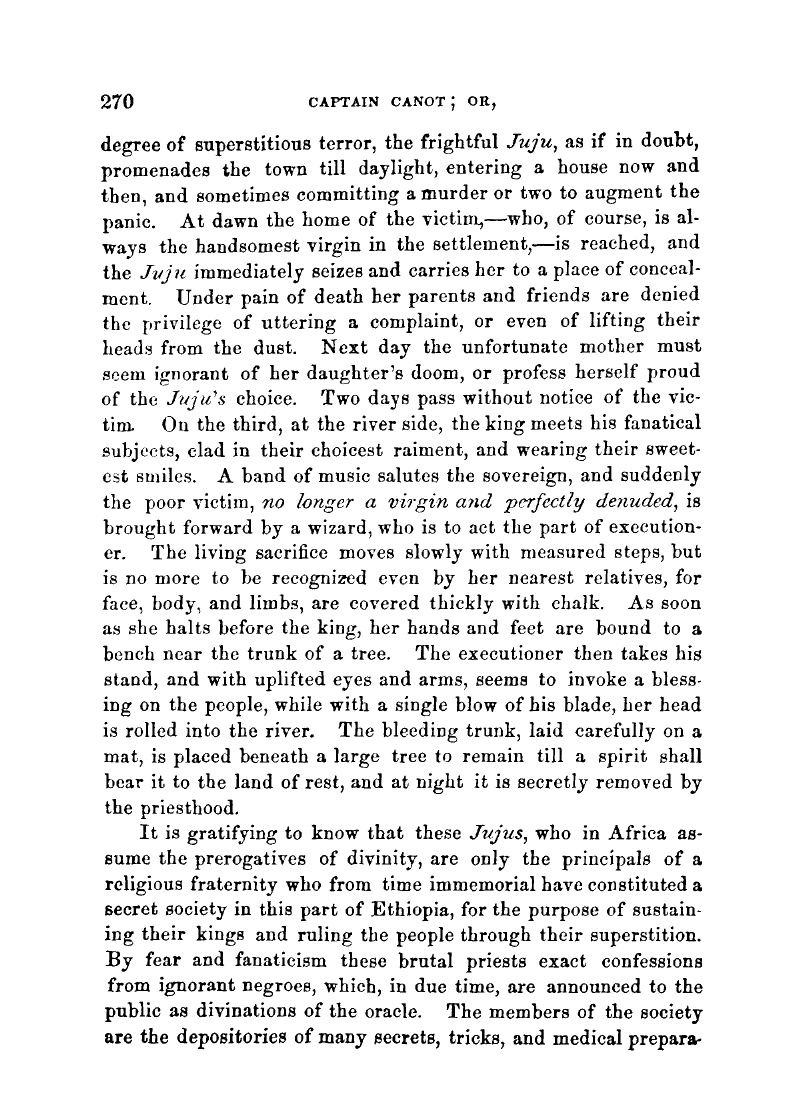 270 CAPTAIN CANOT; OR,
degree of superstitious terror, the frightful Juju, as if in doubt,
promenades the town till daylight, entering a house now and
then, and sometimes committing a murder or two to augment the
panic. At dawn the home of the victim,—who, of course, is al-
ways the handsomest virgin in the settlement,—is reached, and
the Juju immediately seizes and carries her to a place of conceal-
ment. Under pain of death her parents and friends are denied
the privilege of uttering a complaint, or even of lifting their
heads from the dust. Next day the unfortunate mother must
seem ignorant of her daughter's doom, or profess herself proud
of the Juju's choice. Two days pass without notice of the vic-
tim. On the third, at the river side, the king meets his fanatical
subjects, clad in their choicest raiment, and wearing their sweet-
est smiles. A band of music salutes the sovereign, and suddenly
the poor victim, no longer a virgin and perfectly denuded, is
brought forward by a wizard, who is to act the part of execution-
er. The living sacrifice moves slowly with measured steps, but
is no more to be recognized even by her nearest relatives, for
face, body, and limbs, are covered thickly with chalk. As soon
as she halts before the king, her hands and feet are bound to a
bench near the trunk of a tree. The executioner then takes his
stand, and with uplifted eyes and arms, seems to invoke a bless-
ing on the people, while with a single blow of his blade, her head
is rolled into the river. The bleeding trunk, laid carefully on a
mat, is placed beneath a large tree to remain till a spirit shall
bear it to the land of rest, and at night it is secretly removed by
the priesthood.
It is gratifying to know that these Jujus, who in Africa as-
sume the prerogatives of divinity, are only the principals of a
religious fraternity who from time immemorial have constituted a
secret society in this part of Ethiopia, for the purpose of sustain-
ing their kings and ruling the people through their superstition.
By fear and fanaticism these brutal priests exact confessions
from ignorant negroes, which, in due time, are announced to the
public as divinations of the oracle. The members of the society
are the depositories of many secrets, tricks, and medical prepara-